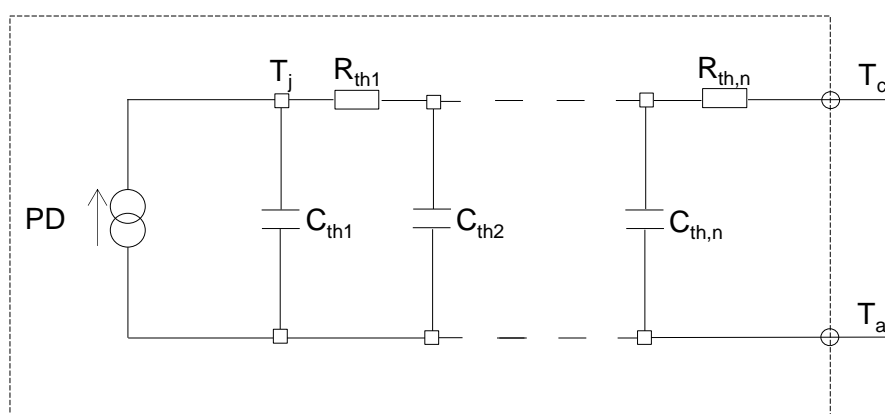 T_j R_th1 R_th,n T_c
PD C_th1 C_th2 C_th,n
T_a